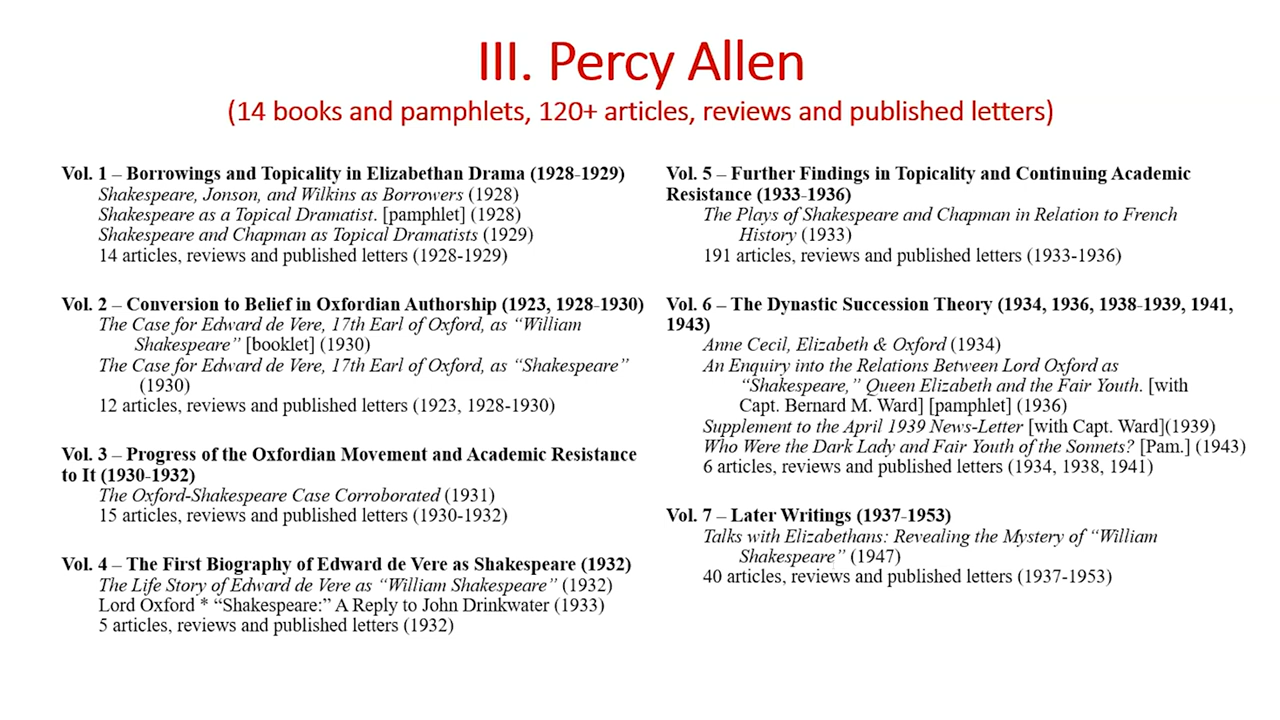 III. Percy Allen
(14 books and pamphlets, 120+ articles, reviews and published letters)
Vol. 1 – Borrowings and Topicality in Elizabethan Drama (1928-1929)
Shakespeare, Jonson, and Wilkins as Borrowers (1928)
Shakespeare as a Topical Dramatist. [pamphlet] (1928)
Shakespeare and Chapman as Topical Dramatists (1929)
14 articles, reviews and published letters (1928-1929)
Vol. 2 – Conversion to Belief in Oxfordian Authorship (1923, 1928-1930)
The Case for Edward de Vere, 17th Earl of Oxford, as “William
Shakespeare” [booklet] (1930)
The Case for Edward de Vere, 17th Earl of Oxford, as “Shakespeare”
(1930)
12 articles, reviews and published letters (1923, 1928-1930)
Vol. 3 – Progress of the Oxfordian Movement and Academic Resistance
to It (1930-1932)
The Oxford-Shakespeare Case Corroborated (1931)
15 articles, reviews and published letters (1930-1932)
Vol. 4 – The First Biography of Edward de Vere as Shakespeare (1932)
The Life Story of Edward de Vere as “William Shakespeare” (1932)
Lord Oxford * “Shakespeare:” A Reply to John Drinkwater (1933)
5 articles, reviews and published letters (1932)
Vol. 5 – Further Findings in Topicality and Continuing Academic
Resistance (1933-1936)
The Plays of Shakespeare and Chapman in Relation to French
History (1933)
191 articles, reviews and published letters (1933-1936)
Vol. 6 – The Dynastic Succession Theory (1934, 1936, 1938-1939, 1941,
1943)
Anne Cecil, Elizabeth & Oxford (1934)
An Enquiry into the Relations Between Lord Oxford as
“Shakespeare,” Queen Elizabeth and the Fair Youth. [with
Capt. Bernard M. Ward] [pamphlet] (1936)
Supplement to the April 1939 News-Letter [with Capt. Ward](1939)
Who Were the Dark Lady and Fair Youth of the Sonnets? [Pam.] (1943)
6 articles, reviews and published letters (1934, 1938, 1941)
Vol. 7 – Later Writings (1937-1953)
Talks with Elizabethans: Revealing the Mystery of “William
Shakespeare” (1947)
40 articles, reviews and published letters (1937-1953)